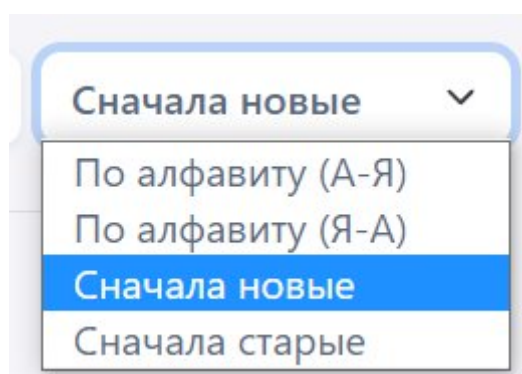 Сначала новые
По алфавиту (А-Я)
По алфавиту (Я-А)
Сначала новые
Сначала старые